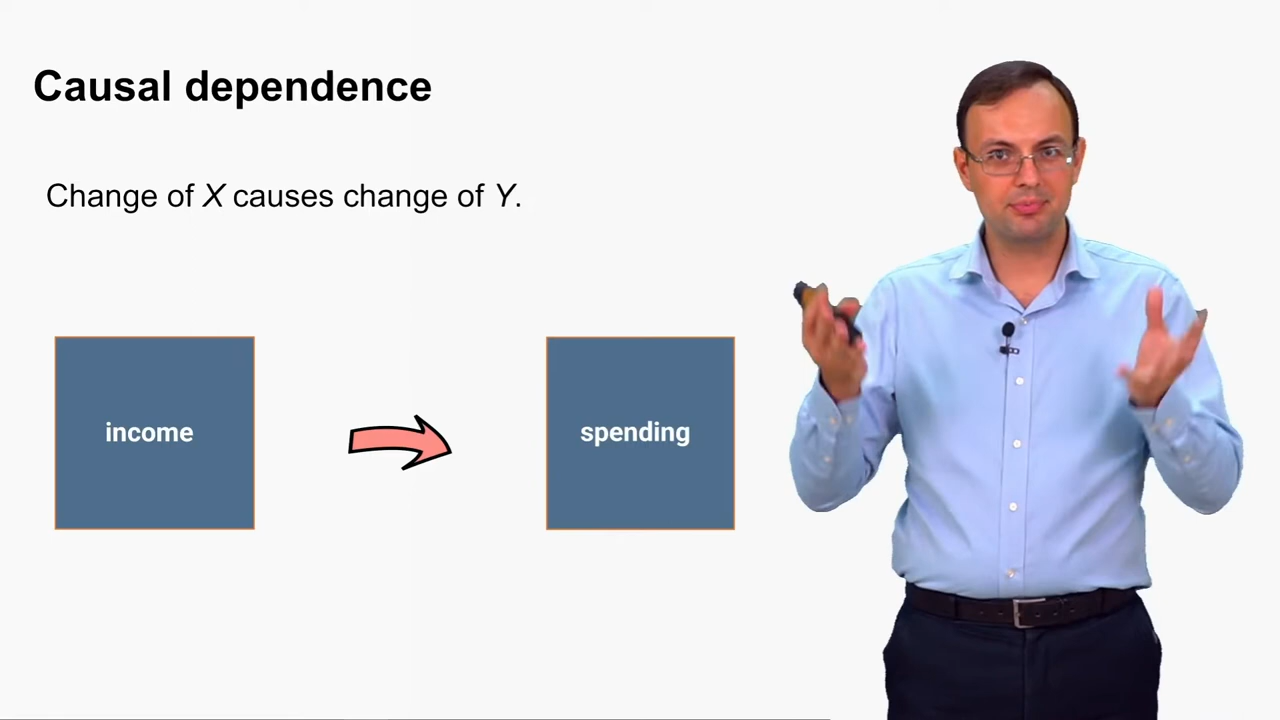 Causal dependence
Change of X causes change of Y.
income
spending